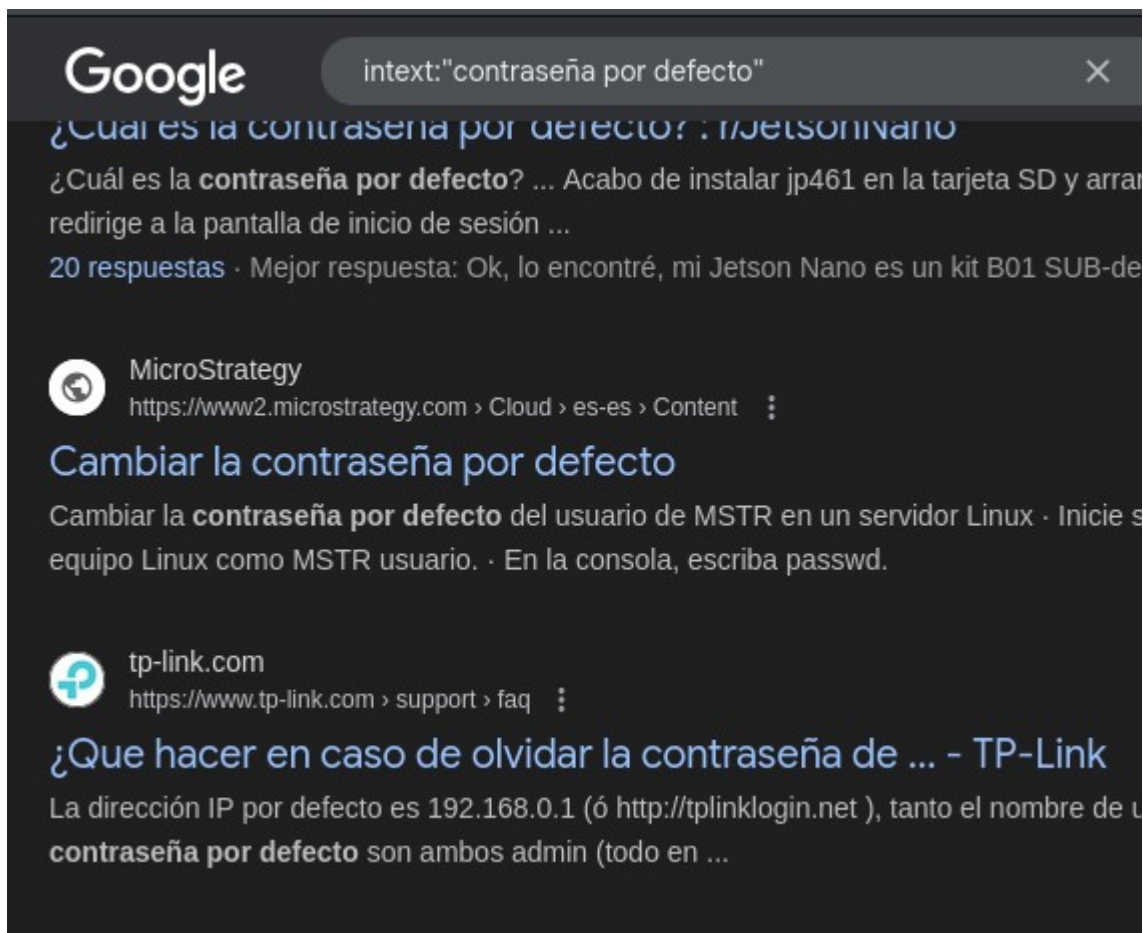 Google
intext:"contraseña por defecto"
¿Cuál es la contraseña por defecto? : r/JetsonNano
¿Cuál es la contraseña por defecto? ... Acabo de instalar jp461 en la tarjeta SD y arran
redirige a la pantalla de inicio de sesión ...
20 respuestas · Mejor respuesta: Ok, lo encontré, mi Jetson Nano es un kit B01 SUB-de
MicroStrategy
https://www2.microstrategy.com › Cloud › es-es › Content
Cambiar la contraseña por defecto
Cambiar la contraseña por defecto del usuario de MSTR en un servidor Linux · Inicie s
equipo Linux como MSTR usuario. · En la consola, escriba passwd.
tp-link.com
https://www.tp-link.com › support › faq
¿Que hacer en caso de olvidar la contraseña de ... - TP-Link
La dirección IP por defecto es 192.168.0.1 (ó http://tplinklogin.net ), tanto el nombre de u
contraseña por defecto son ambos admin (todo en ...